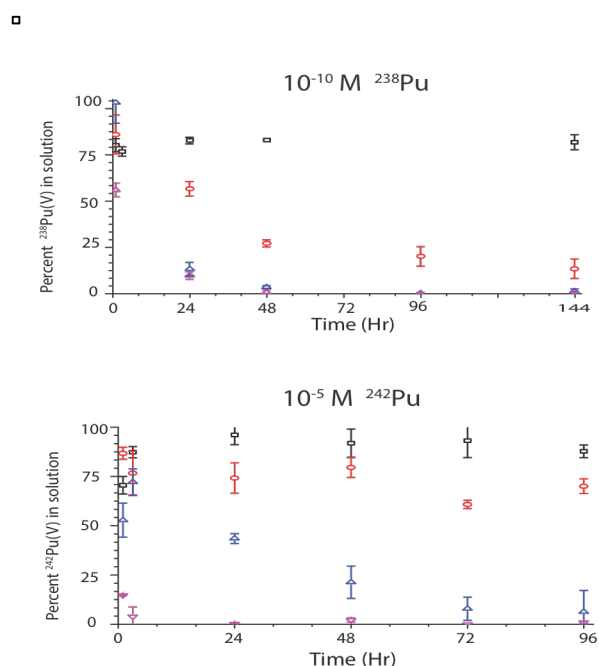 10⁻¹⁰ M ²³⁸Pu
100
75
50
25
0
Percent ²³⁸Pu(V) in solution
0 24 48 72 96 144
Time (Hr)
10⁻⁵ M ²⁴²Pu
100
75
50
25
0
Percent ²⁴²Pu(V) in solution
0 24 48 72 96
Time (Hr)